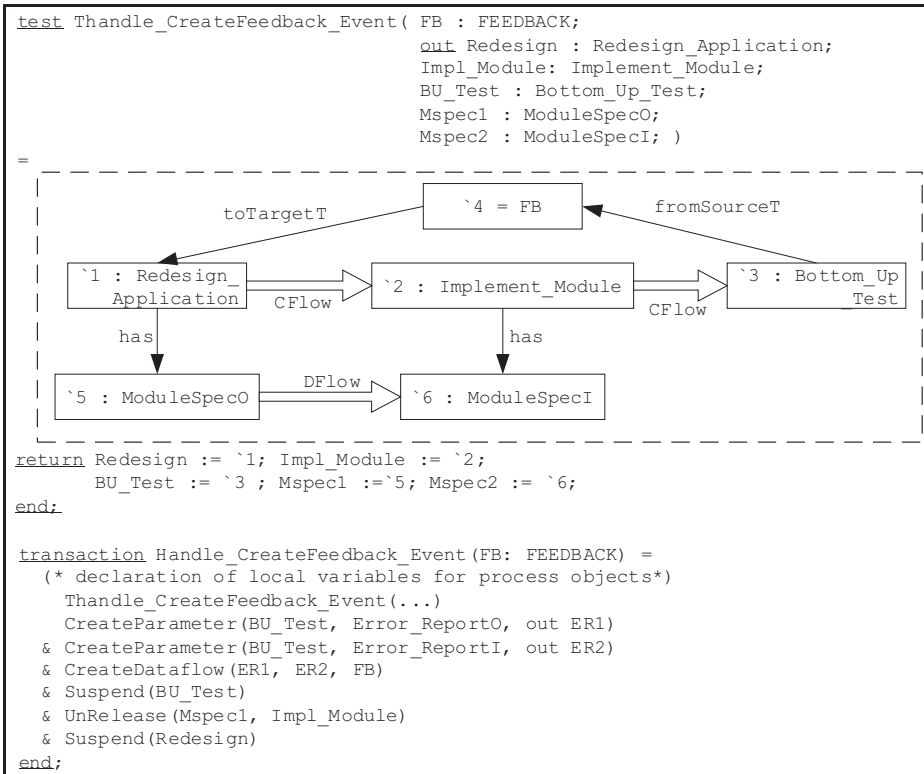 test Thandle_CreateFeedback_Event( FB : FEEDBACK;
out Redesign : Redesign_Application;
Impl_Module: Implement_Module;
BU_Test : Bottom_Up_Test;
Mspec1 : ModuleSpecO;
Mspec2 : ModuleSpecI; )
=
`4 = FB
toTargetT
fromSourceT
`1 : Redesign_
Application
CFlow
`2 : Implement_Module
CFlow
`3 : Bottom_Up
_Test
has
has
`5 : ModuleSpecO
DFlow
`6 : ModuleSpecI
return Redesign := `1; Impl_Module := `2;
BU_Test := `3 ; Mspec1 :=`5; Mspec2 := `6;
end;
transaction Handle_CreateFeedback_Event(FB: FEEDBACK) =
(* declaration of local variables for process objects*)
Thandle_CreateFeedback_Event(...)
CreateParameter(BU_Test, Error_ReportO, out ER1)
& CreateParameter(BU_Test, Error_ReportI, out ER2)
& CreateDataflow(ER1, ER2, FB)
& Suspend(BU_Test)
& UnRelease(Mspec1, Impl_Module)
& Suspend(Redesign)
end;